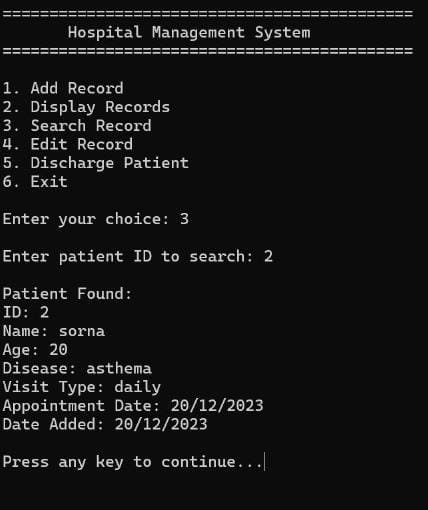 ============================================
Hospital Management System
============================================
1. Add Record
2. Display Records
3. Search Record
4. Edit Record
5. Discharge Patient
6. Exit
Enter your choice: 3
Enter patient ID to search: 2
Patient Found:
ID: 2
Name: sorna
Age: 20
Disease: asthema
Visit Type: daily
Appointment Date: 20/12/2023
Date Added: 20/12/2023
Press any key to continue...